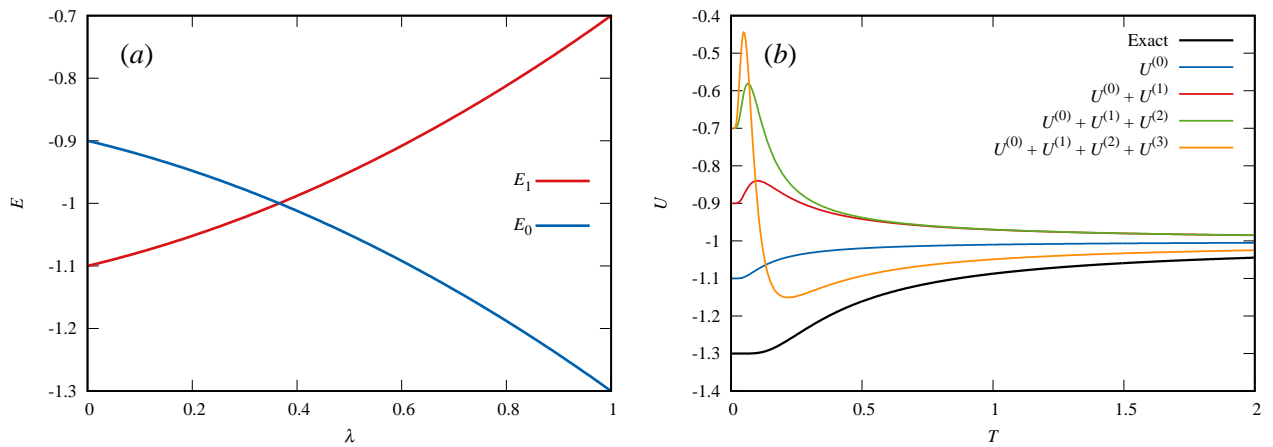 (a)
E
-0.7
-0.8
-0.9
-1
-1.1
-1.2
-1.3
E1
E0
0 0.2 0.4 0.6 0.8 1
λ
(b)
U
-0.4
-0.5
-0.6
-0.7
-0.8
-0.9
-1
-1.1
-1.2
-1.3
-1.4
Exact
U(0)
U(0) + U(1)
U(0) + U(1) + U(2)
U(0) + U(1) + U(2) + U(3)
0 0.5 1 1.5 2
T